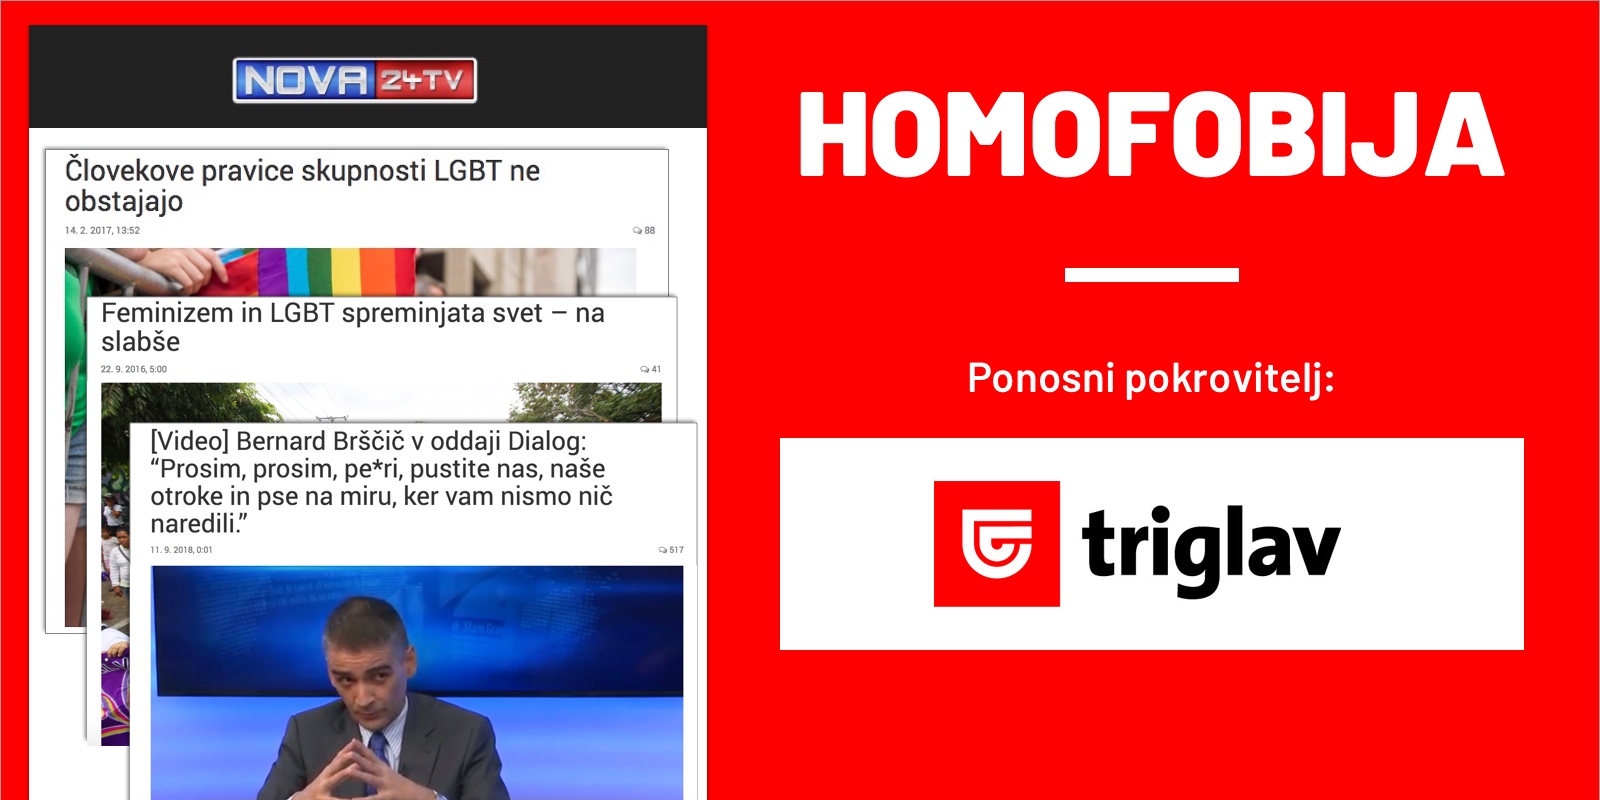 NOVA 24TV
Človekove pravice skupnosti LGBT ne
obstajajo
14. 2. 2017, 13:52
88
Feminizem in LGBT spreminjata svet – na
slabše
22. 9. 2016, 5:00
41
[Video] Bernard Brščič v oddaji Dialog:
“Prosim, prosim, pe*ri, pustite nas, naše
otroke in pse na miru, ker vam nismo nič
naredili.”
11. 9. 2018, 0:01
517
HOMOFOBIJA
Ponosni pokrovitelj:
triglav